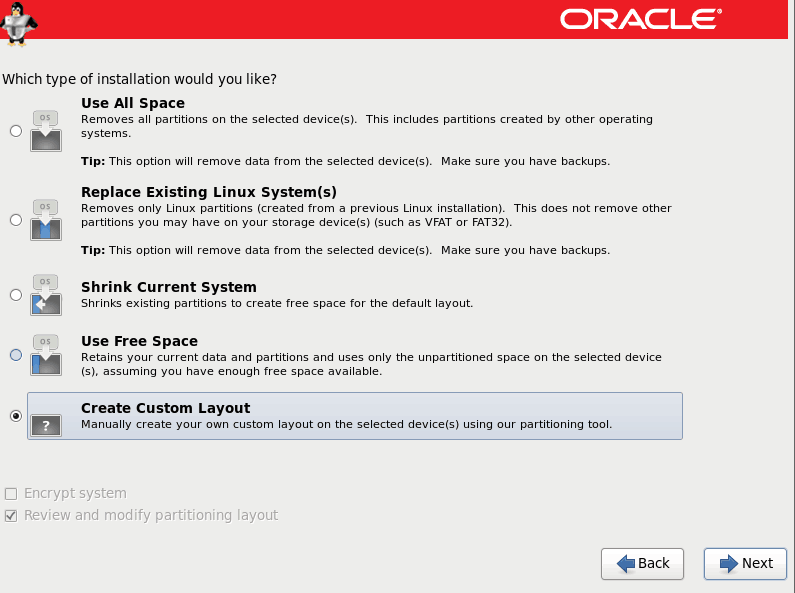 ORACLE®
Which type of installation would you like?
Use All Space
Removes all partitions on the selected device(s).  This includes partitions created by other operating
systems.
Tip: This option will remove data from the selected device(s).  Make sure you have backups.
Replace Existing Linux System(s)
Removes only Linux partitions (created from a previous Linux installation).  This does not remove other
partitions you may have on your storage device(s) (such as VFAT or FAT32).
Tip: This option will remove data from the selected device(s).  Make sure you have backups.
Shrink Current System
Shrinks existing partitions to create free space for the default layout.
Use Free Space
Retains your current data and partitions and uses only the unpartitioned space on the selected device
(s), assuming you have enough free space available.
Create Custom Layout
Manually create your own custom layout on the selected device(s) using our partitioning tool.
OS
OS
OS
OS
?
Encrypt system
Review and modify partitioning layout
Back
Next